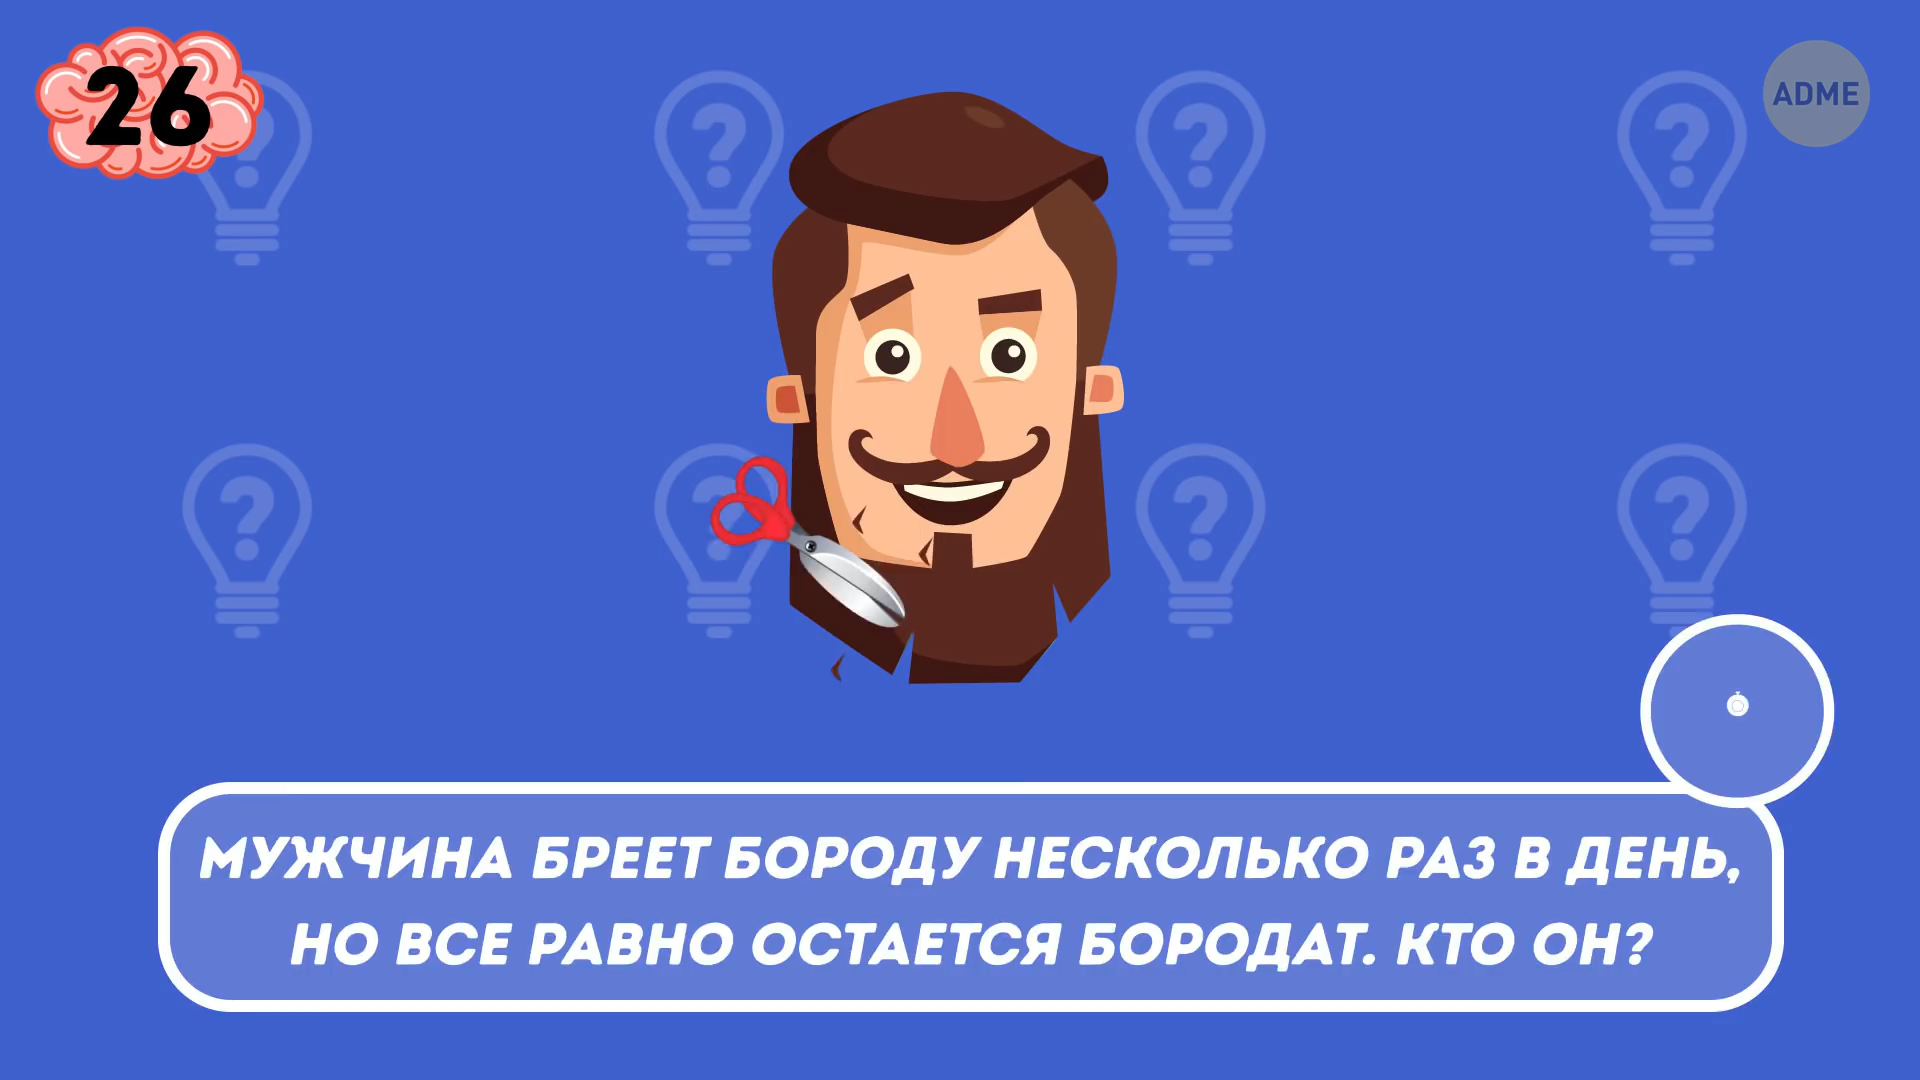 26
ADME
МУЖЧИНА БРЕЕТ БОРОДУ НЕСКОЛЬКО РАЗ В ДЕНЬ,
НО ВСЕ РАВНО ОСТАЕТСЯ БОРОДАТ. КТО ОН?